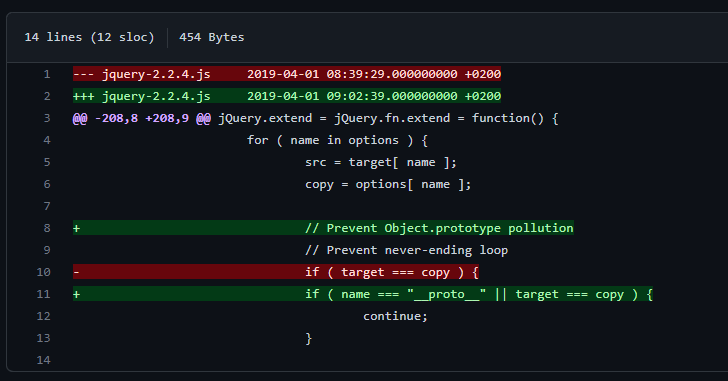 14 lines (12 sloc) 454 Bytes
1 --- jquery-2.2.4.js 2019-04-01 08:39:29.000000000 +0200
2 +++ jquery-2.2.4.js 2019-04-01 09:02:39.000000000 +0200
3 @@ -208,8 +208,9 @@ jQuery.extend = jQuery.fn.extend = function() {
4 for ( name in options ) {
5 src = target[ name ];
6 copy = options[ name ];
7
8 + // Prevent Object.prototype pollution
9 // Prevent never-ending loop
10 - if ( target === copy ) {
11 + if ( name === "__proto__" || target === copy ) {
12 continue;
13 }
14